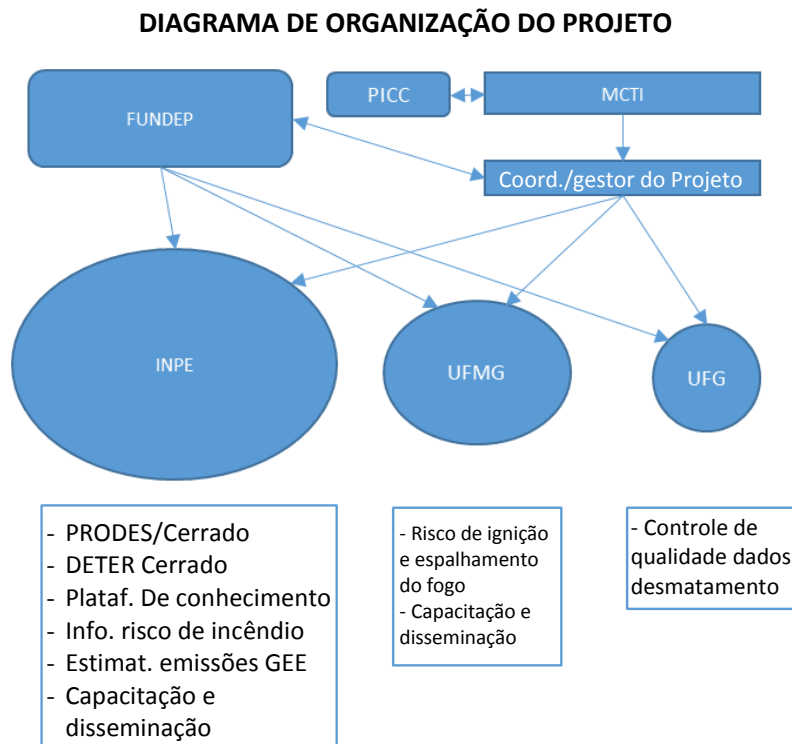 DIAGRAMA DE ORGANIZAÇÃO DO PROJETO
FUNDEP
PICC
MCTI
Coord./gestor do Projeto
INPE
UFMG
UFG
- PRODES/Cerrado
- DETER Cerrado
- Plataf. De conhecimento
- Info. risco de incêndio
- Estimat. emissões GEE
- Capacitação e
disseminação
- Risco de ignição
e espalhamento
do fogo
- Capacitação e
disseminação
- Controle de
qualidade dados
desmatamento